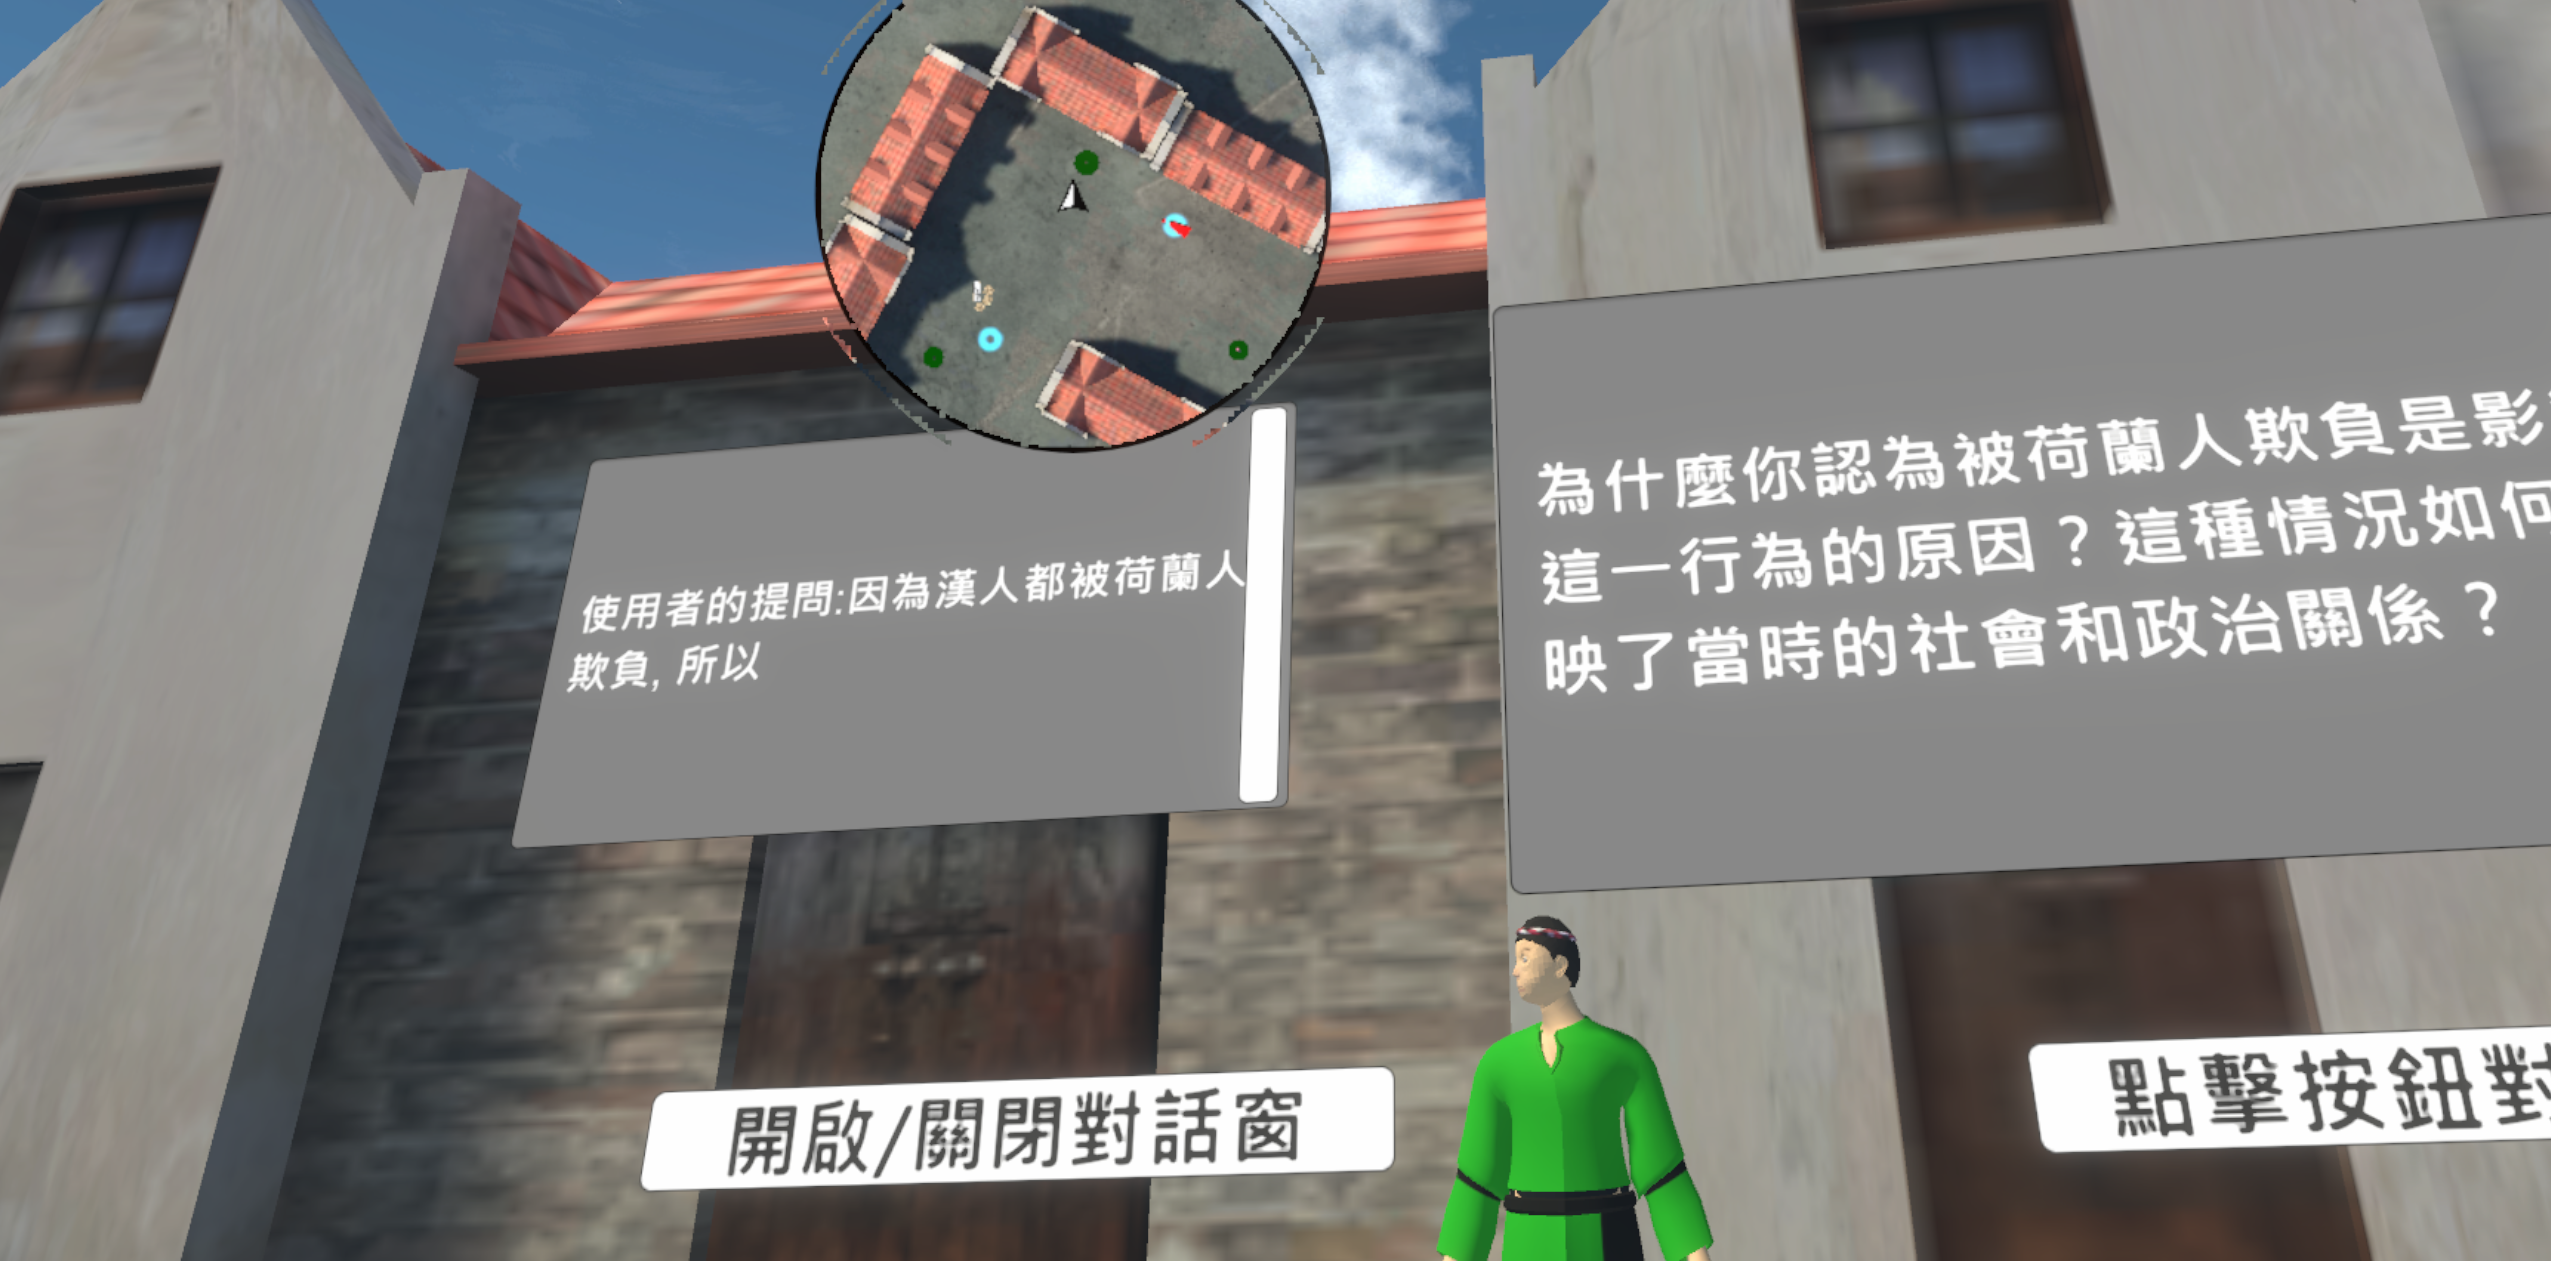 使用者的提問:因為漢人都被荷蘭人
欺負, 所以
為什麼你認為被荷蘭人欺負是影
這一行為的原因？這種情況如何
映了當時的社會和政治關係？
開啟/關閉對話窗
點擊按鈕對